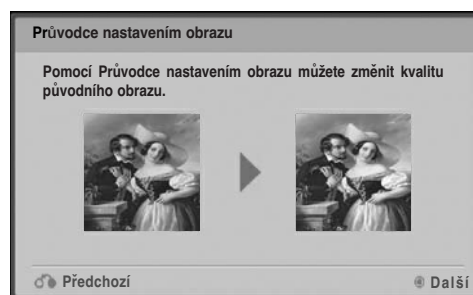 Průvodce nastavením obrazu
Pomocí Průvodce nastavením obrazu můžete změnit kvalitu
původního obrazu.
Předchozí
Další